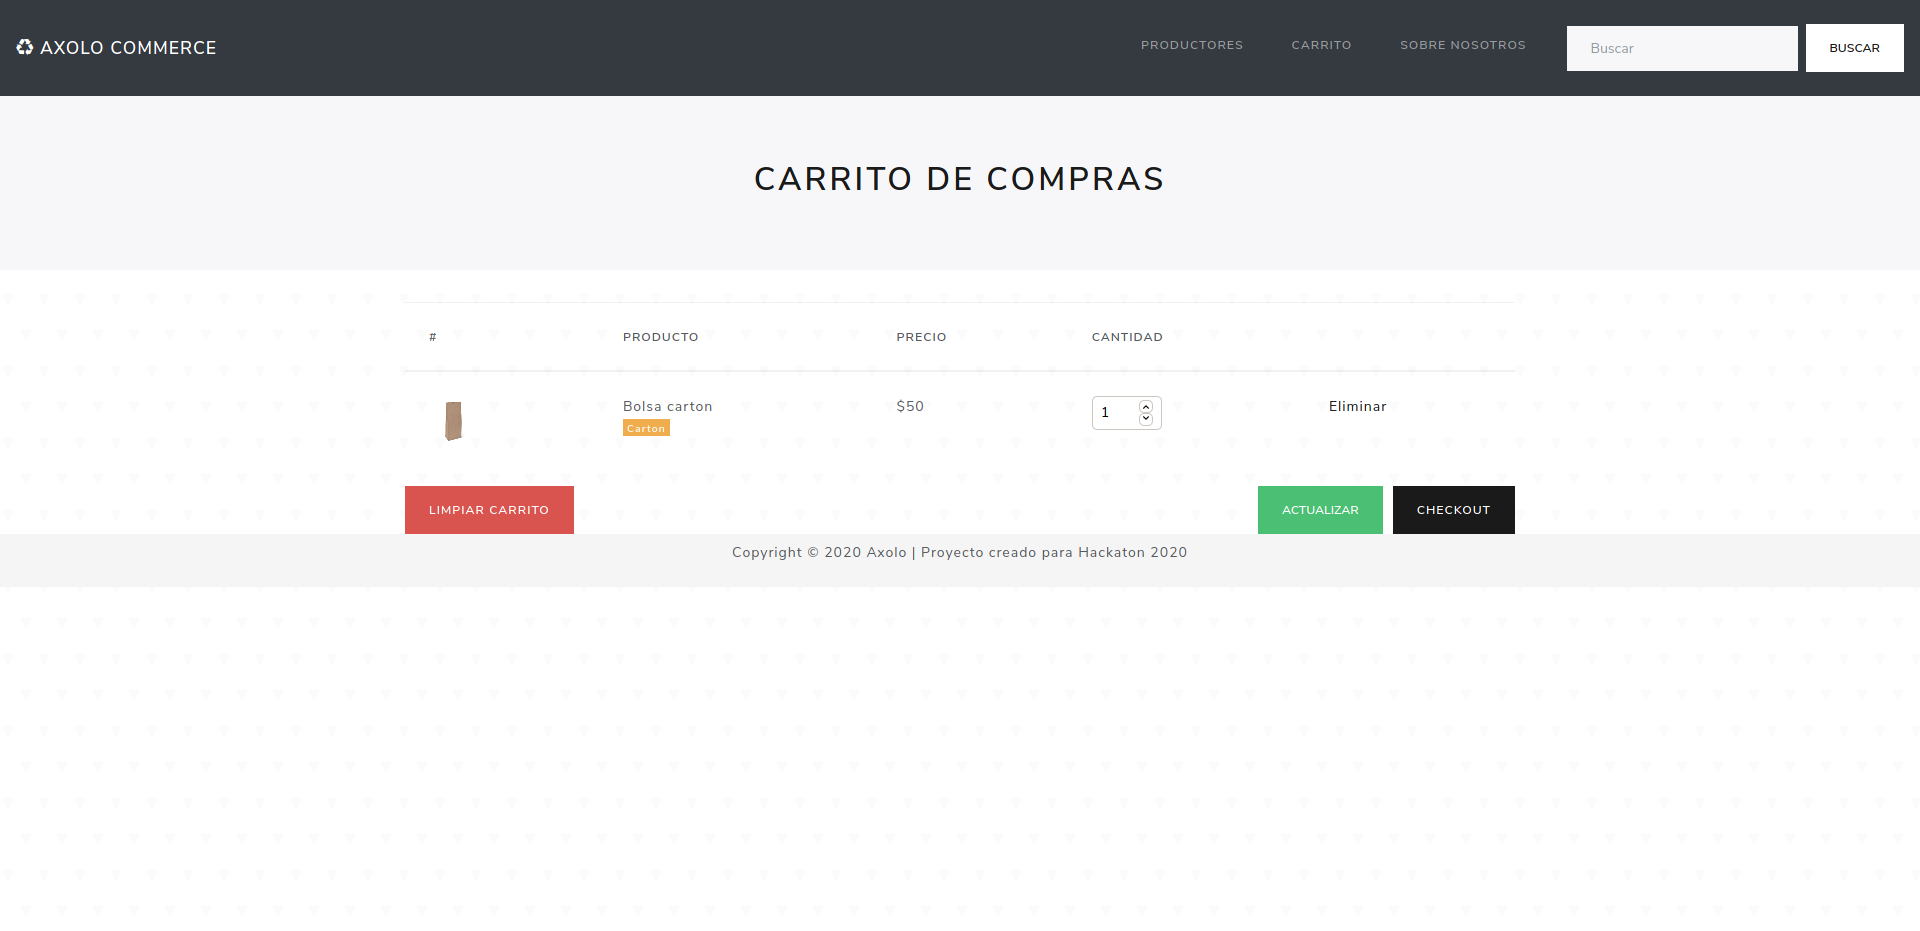 ♻ AXOLO COMMERCE
PRODUCTORES
CARRITO
SOBRE NOSOTROS
Buscar
BUSCAR
CARRITO DE COMPRAS
# PRODUCTO PRECIO CANTIDAD
Bolsa carton $50 1 Eliminar
Carton
LIMPIAR CARRITO
ACTUALIZAR
CHECKOUT
Copyright © 2020 Axolo | Proyecto creado para Hackaton 2020